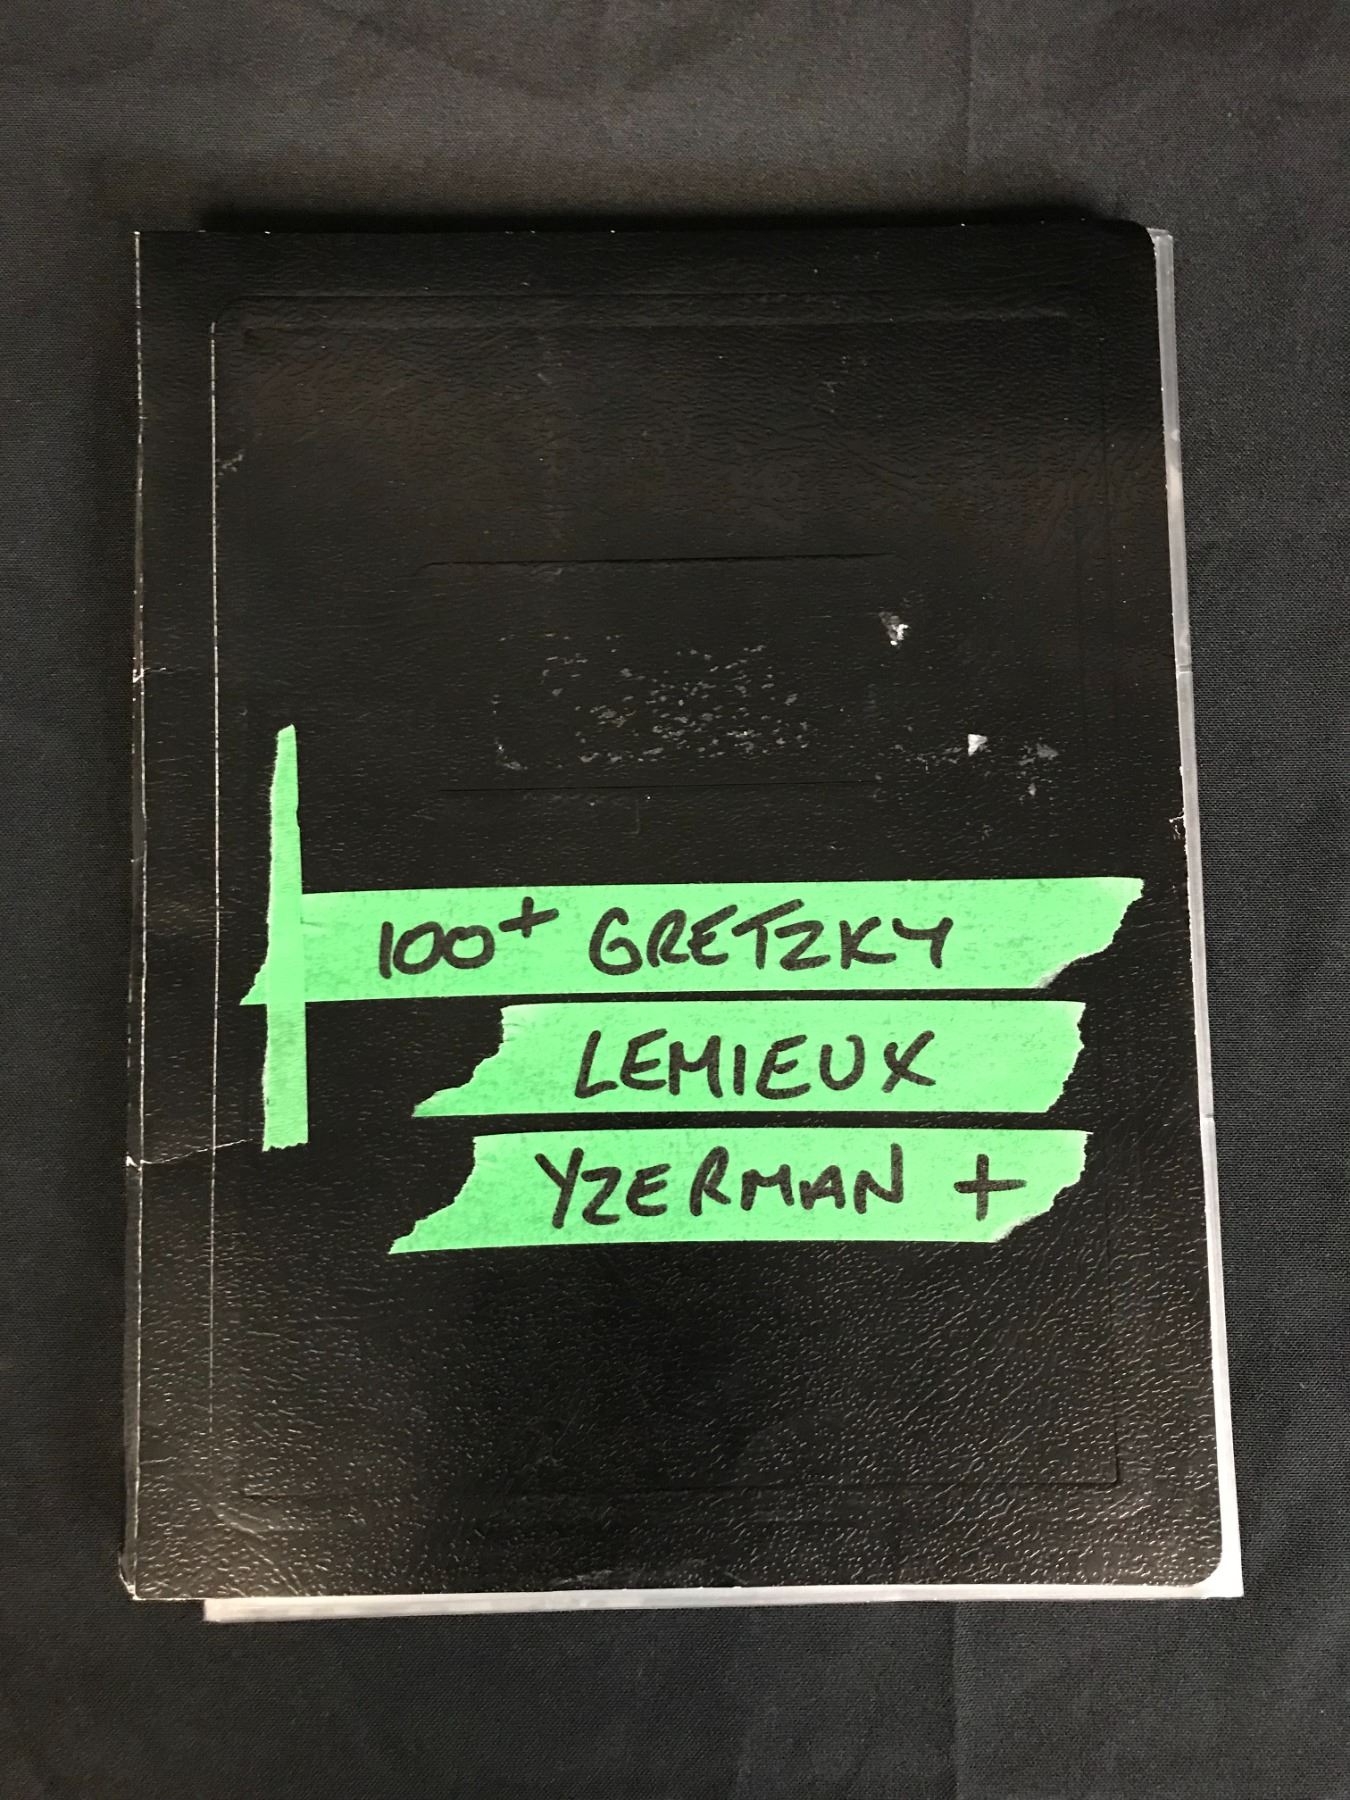 100+ GRETZKY
LEMIEUX
YZERMAN +